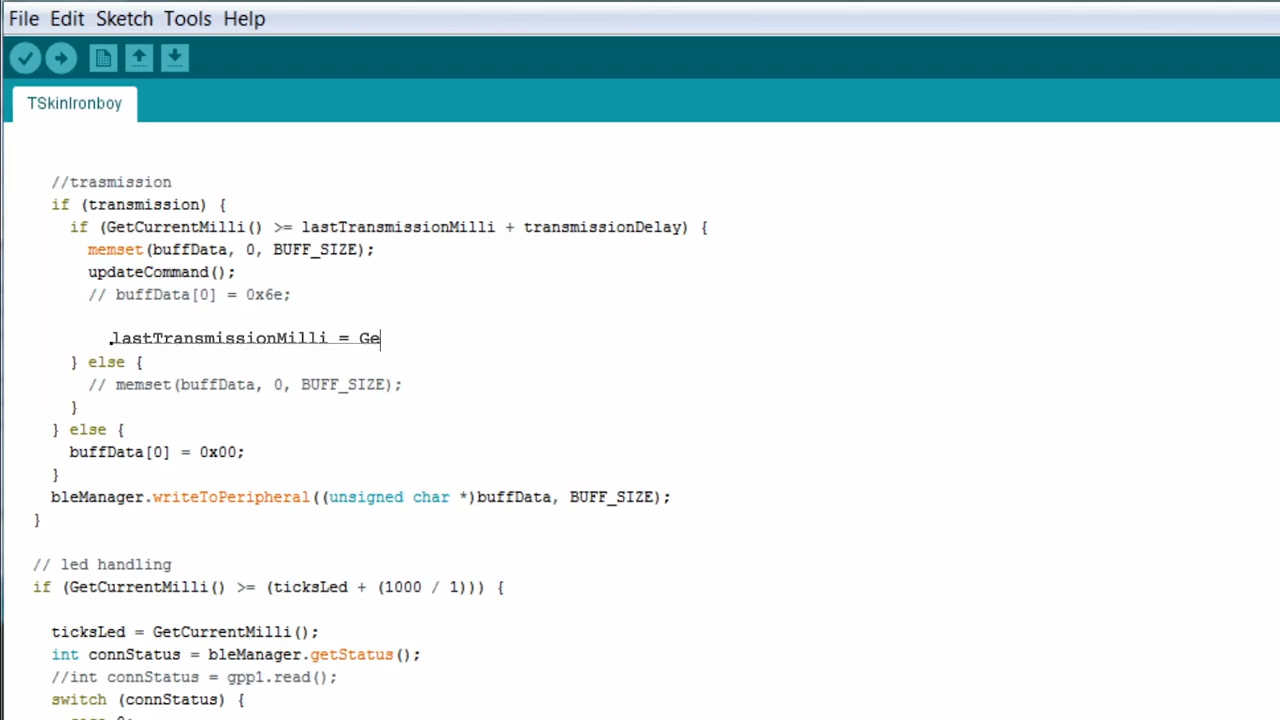 File Edit Sketch Tools Help
TSkinIronboy
//trasmission
if (transmission) {
if (GetCurrentMilli() >= lastTransmissionMilli + transmissionDelay) {
memset(buffData, 0, BUFF_SIZE);
updateCommand();
// buffData[0] = 0x6e;
lastTransmissionMilli = Ge
} else {
// memset(buffData, 0, BUFF_SIZE);
}
} else {
buffData[0] = 0x00;
}
bleManager.writeToPeripheral((unsigned char *)buffData, BUFF_SIZE);
}
// led handling
if (GetCurrentMilli() >= (ticksLed + (1000 / 1))) {
ticksLed = GetCurrentMilli();
int connStatus = bleManager.getStatus();
//int connStatus = gpp1.read();
switch (connStatus) {